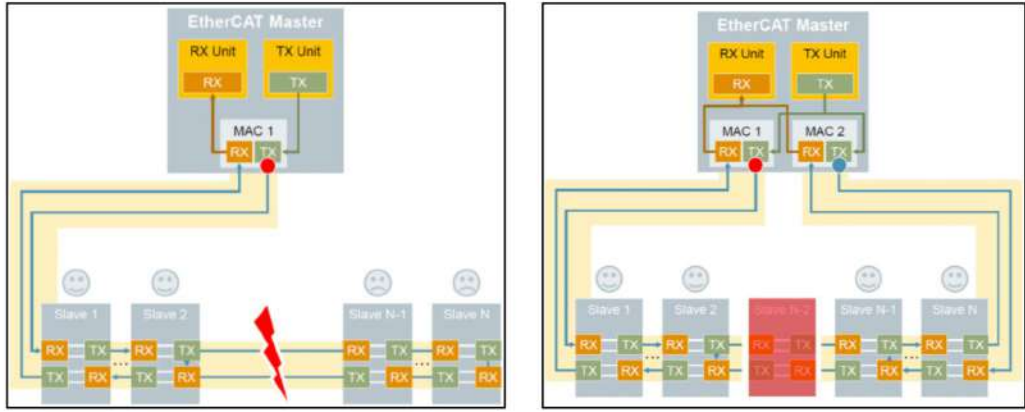 EtherCAT Master
RX Unit TX Unit
RX TX
MAC 1
RX TX
Slave 1 Slave 2 Slave N-1 Slave N
RX TX RX TX RX TX RX TX
... ...
TX RX TX RX TX RX TX RX
EtherCAT Master
RX Unit TX Unit
RX TX
MAC 1 MAC 2
RX TX RX TX
Slave 1 Slave 2 Slave N-2 Slave N-1 Slave N
RX TX RX TX RX TX RX TX RX TX
... ...
TX RX TX RX TX RX TX RX TX RX